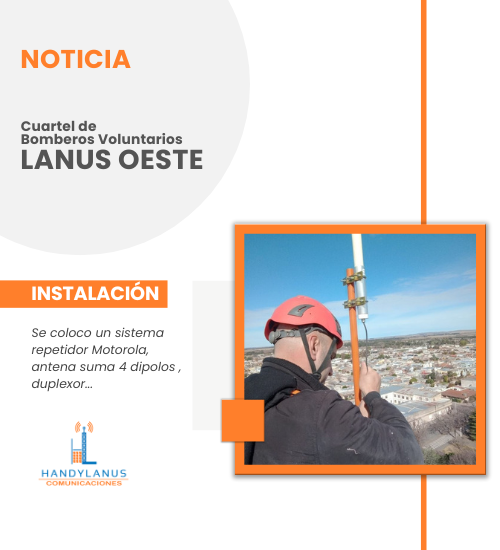 NOTICIA
Cuartel de
Bomberos Voluntarios
LANUS OESTE
INSTALACIÓN
Se coloco un sistema
repetidor Motorola,
antena suma 4 dipolos ,
duplexor...
HANDYLANUS
COMUNICACIONES